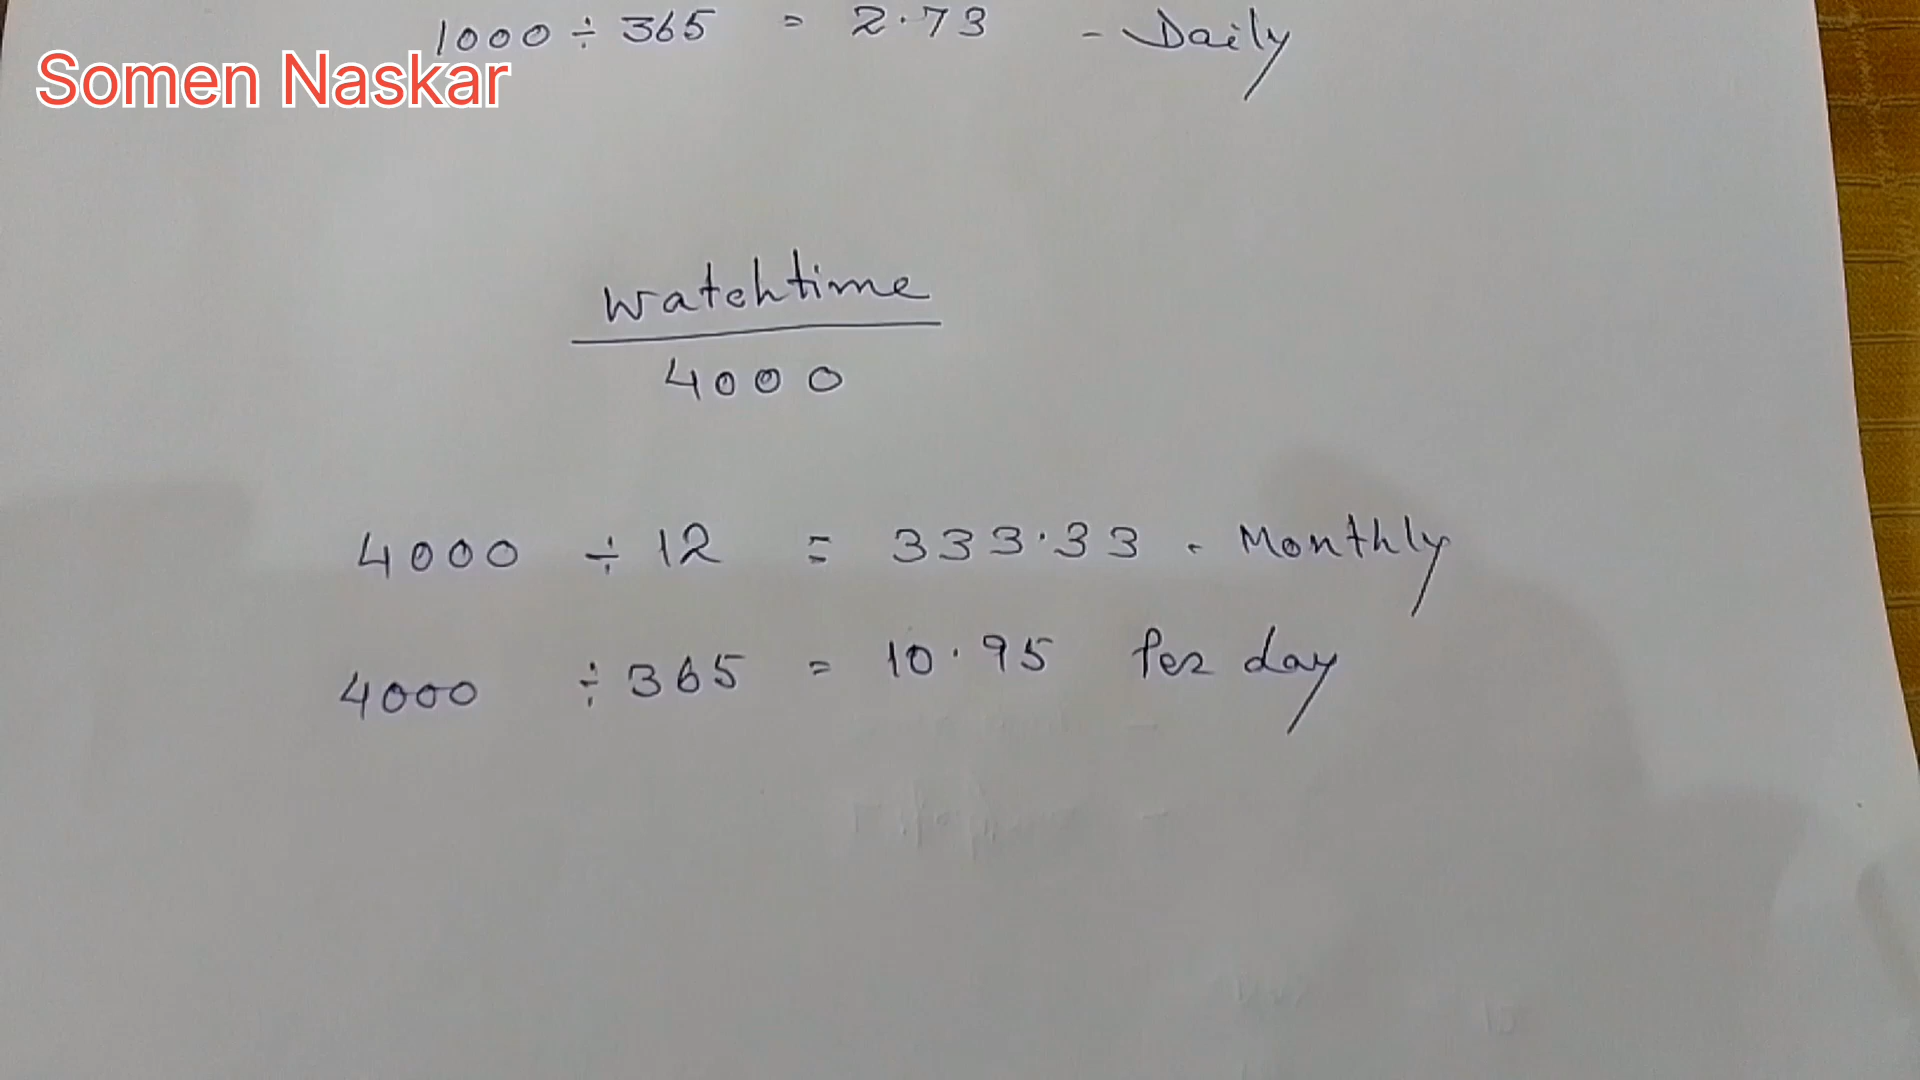 1000 ÷ 365 = 2.73 - Daily
Somen Naskar
Watchtime
4000
4000 ÷ 12 = 333.33 - Monthly
4000 ÷ 365 = 10.95 Per day